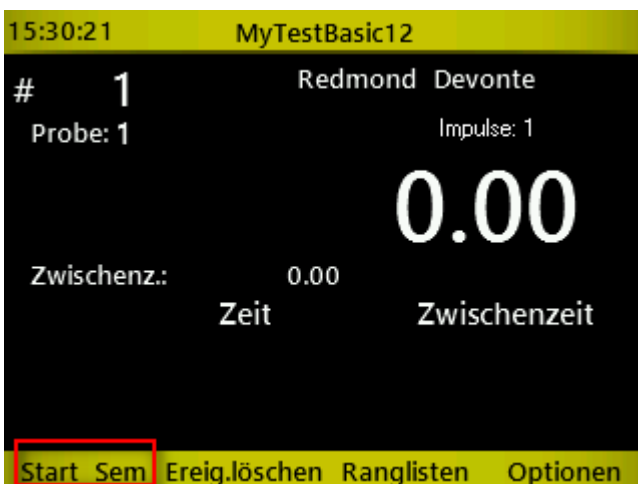 15:30:21 MyTestBasic12
# 1 Redmond Devonte
Probe: 1 Impulse: 1
0.00
Zwischenz.: 0.00
Zeit Zwischenzeit
Start Sem Ereig.löschen Ranglisten Optionen